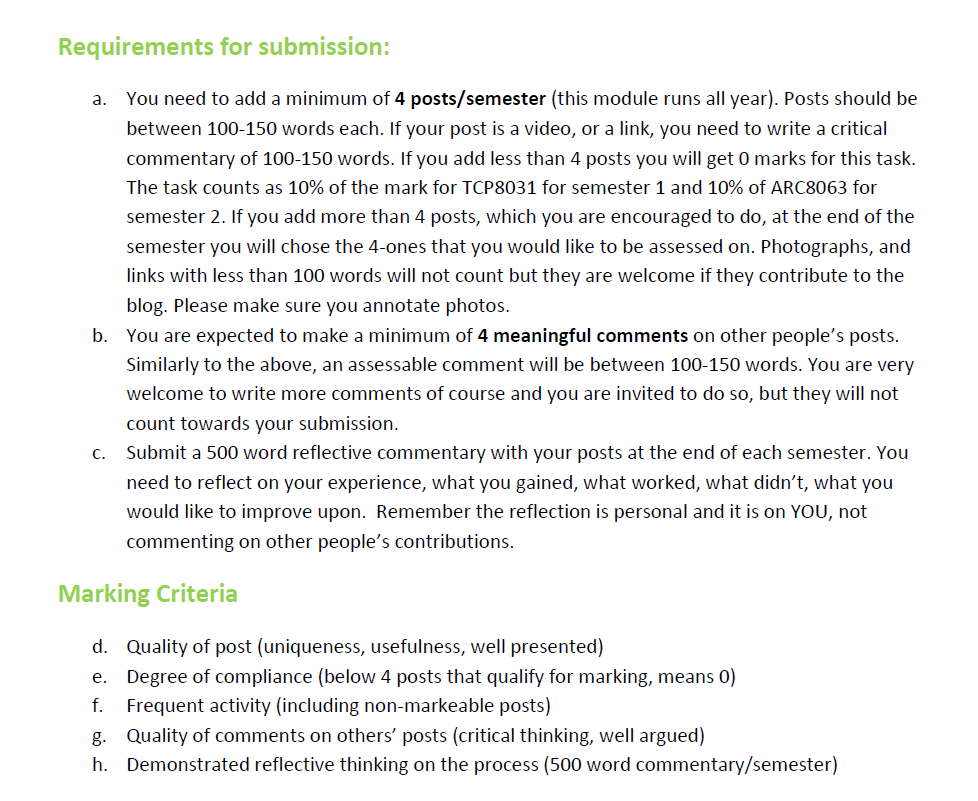 Requirements for submission:
a. You need to add a minimum of 4 posts/semester (this module runs all year). Posts should be
between 100-150 words each. If your post is a video, or a link, you need to write a critical
commentary of 100-150 words. If you add less than 4 posts you will get 0 marks for this task.
The task counts as 10% of the mark for TCP8031 for semester 1 and 10% of ARC8063 for
semester 2. If you add more than 4 posts, which you are encouraged to do, at the end of the
semester you will chose the 4-ones that you would like to be assessed on. Photographs, and
links with less than 100 words will not count but they are welcome if they contribute to the
blog. Please make sure you annotate photos.
b. You are expected to make a minimum of 4 meaningful comments on other people’s posts.
Similarly to the above, an assessable comment will be between 100-150 words. You are very
welcome to write more comments of course and you are invited to do so, but they will not
count towards your submission.
c. Submit a 500 word reflective commentary with your posts at the end of each semester. You
need to reflect on your experience, what you gained, what worked, what didn’t, what you
would like to improve upon.  Remember the reflection is personal and it is on YOU, not
commenting on other people’s contributions.
Marking Criteria
d. Quality of post (uniqueness, usefulness, well presented)
e. Degree of compliance (below 4 posts that qualify for marking, means 0)
f. Frequent activity (including non-markeable posts)
g. Quality of comments on others’ posts (critical thinking, well argued)
h. Demonstrated reflective thinking on the process (500 word commentary/semester)